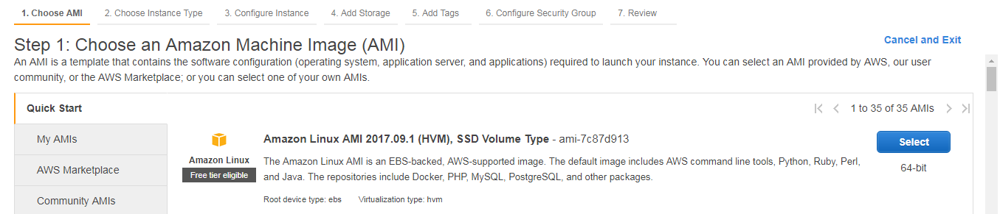 1. Choose AMI 2. Choose Instance Type 3. Configure Instance 4. Add Storage 5. Add Tags 6. Configure Security Group 7. Review
Step 1: Choose an Amazon Machine Image (AMI)
Cancel and Exit
An AMI is a template that contains the software configuration (operating system, application server, and applications) required to launch your instance. You can select an AMI provided by AWS, our user
community, or the AWS Marketplace; or you can select one of your own AMIs.
Quick Start
1 to 35 of 35 AMIs
My AMIs
AWS Marketplace
Community AMIs
Amazon Linux
Free tier eligible
Amazon Linux AMI 2017.09.1 (HVM), SSD Volume Type - ami-7c87d913
The Amazon Linux AMI is an EBS-backed, AWS-supported image. The default image includes AWS command line tools, Python, Ruby, Perl,
and Java. The repositories include Docker, PHP, MySQL, PostgreSQL, and other packages.
Root device type: ebs Virtualization type: hvm
Select
64-bit